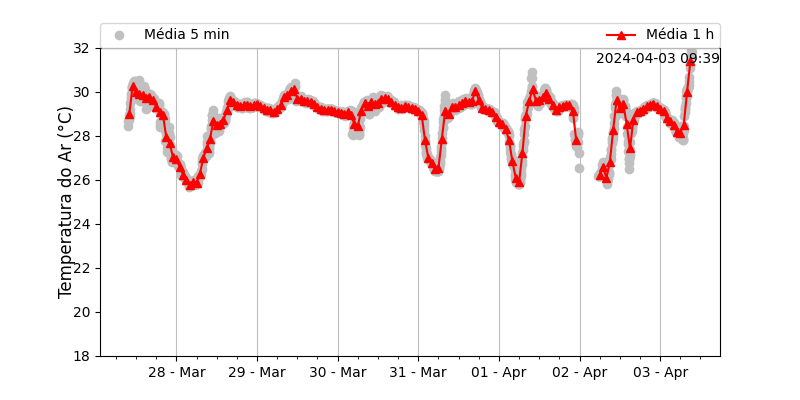 Média 5 min
Média 1 h
2024-04-03 09:39
Temperatura do Ar (°C)
32
30
28
26
24
22
20
18
28 - Mar
29 - Mar
30 - Mar
31 - Mar
01 - Apr
02 - Apr
03 - Apr